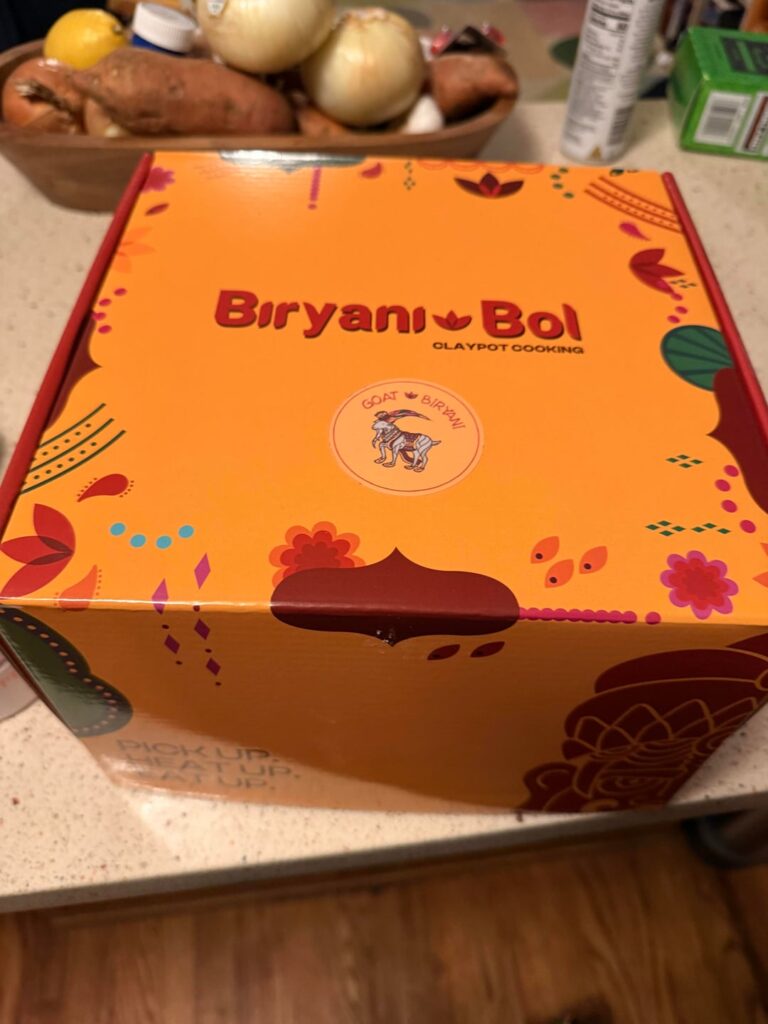 Biryani Bol
CLAYPOT COOKING
GOAT BIRYANI
PICK UP.
HEAT UP.
EAT UP.